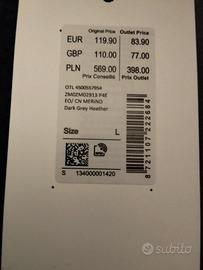 Original Price Outlet Price
EUR 119.90 83.90
GBP 110.00 77.00
PLN 569.00 398.00
Prix Conseillé Prix Outlet
OTL 4500557954
ZM0ZM02913 P4E
EO/ CN MERINO
Dark Grey Heather
Size L
S 134000001420
8721107222684
subito